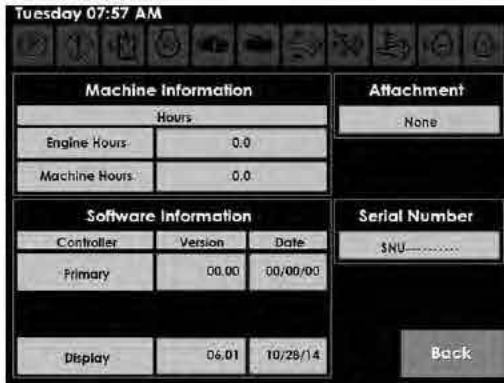 Tuesday 07:57 AM
Machine Information
Hours
Engine Hours 0.0
Machine Hours 0.0
Attachment
None
Software Information
Controller Version Date
Primary 00.00 00/00/00
Display 06.01 10/28/14
Serial Number
SNU----------
Back